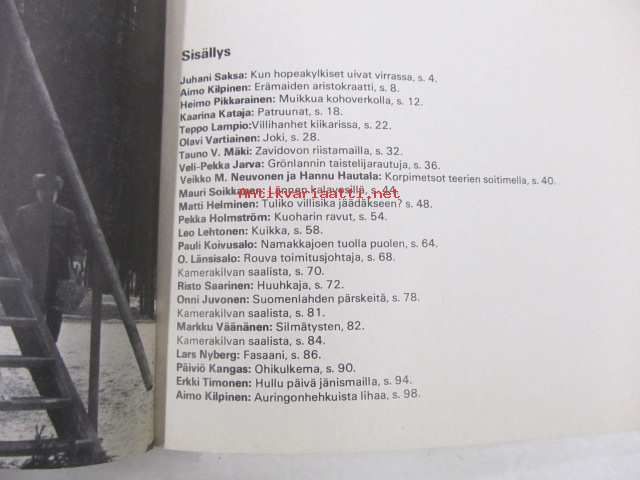 Sisällys
Juhani Saksa: Kun hopeakylkiset uivat virrassa, s. 4.
Aimo Kilpinen: Erämaiden aristokraatti, s. 8.
Heimo Pikkarainen: Muikkua kohoverkolla, s. 12.
Kaarina Kataja: Patruunat, s. 18.
Teppo Lampio:Villihanhet kiikarissa, s. 22.
Olavi Vartiainen: Joki, s. 28.
Tauno V. Mäki: Zavidovon riistamailla, s. 32.
Veli-Pekka Jarva: Grönlannin taistelijarautuja, s. 36.
Veikko M. Neuvonen ja Hannu Hautala: Korpimetsot teerien soitimella, s. 40.
Mauri Soikkanen: Lännen kalavesillä, s. 44.
Antikvariaatti.net
Matti Helminen: Tuliko villisika jäädäkseen? s. 48.
Pekka Holmström: Kuoharin ravut, s. 54.
Leo Lehtonen: Kuikka, s. 58.
Pauli Koivusalo: Namakkajoen tuolla puolen, s. 64.
O. Länsisalo: Rouva toimitusjohtaja, s. 68.
Kamerakilvan saalista, s. 70.
Risto Saarinen: Huuhkaja, s. 72.
Onni Juvonen: Suomenlahden pärskeitä, s. 78.
Kamerakilvan saalista, s. 81.
Markku Väänänen: Silmätysten, 82.
Kamerakilvan saalista, s. 84.
Lars Nyberg: Fasaani, s. 86.
Päiviö Kangas: Ohikulkema, s. 90.
Erkki Timonen: Hullu päivä jänismailla, s. 94.
Aimo Kilpinen: Auringonhehkuista lihaa, s. 98.